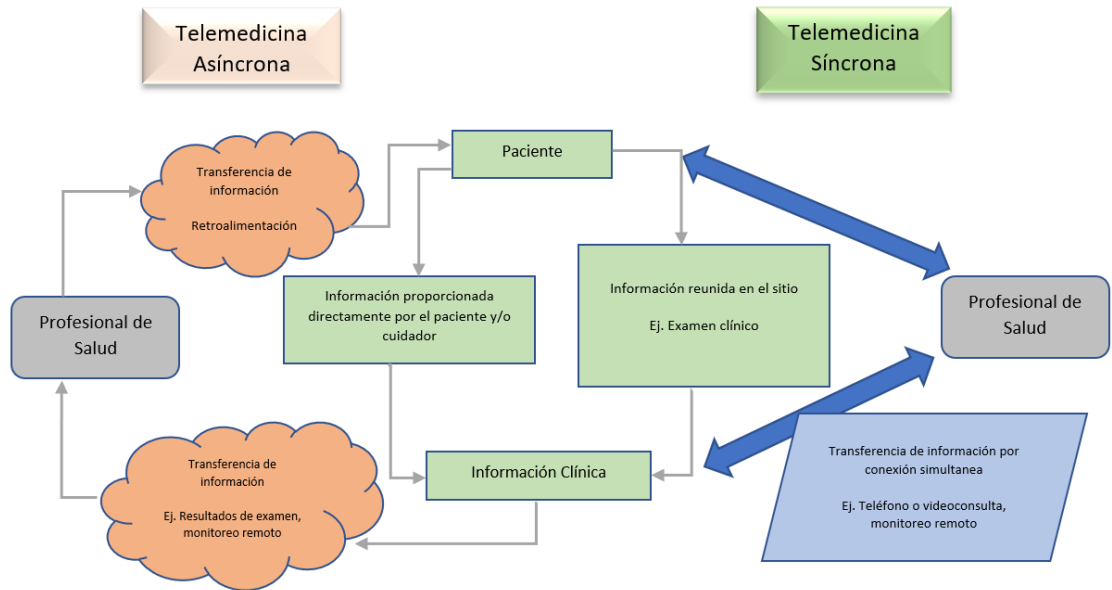 Telemedicina
Asíncrona
Telemedicina
Síncrona
Transferencia de
información
Retroalimentación
Paciente
Información proporcionada
directamente por el paciente y/o
cuidador
Información reunida en el sitio
Ej. Examen clínico
Profesional de
Salud
Profesional de
Salud
Transferencia de
información
Ej. Resultados de examen,
monitoreo remoto
Información Clínica
Transferencia de información por
conexión simultanea
Ej. Teléfono o videoconsulta,
monitoreo remoto